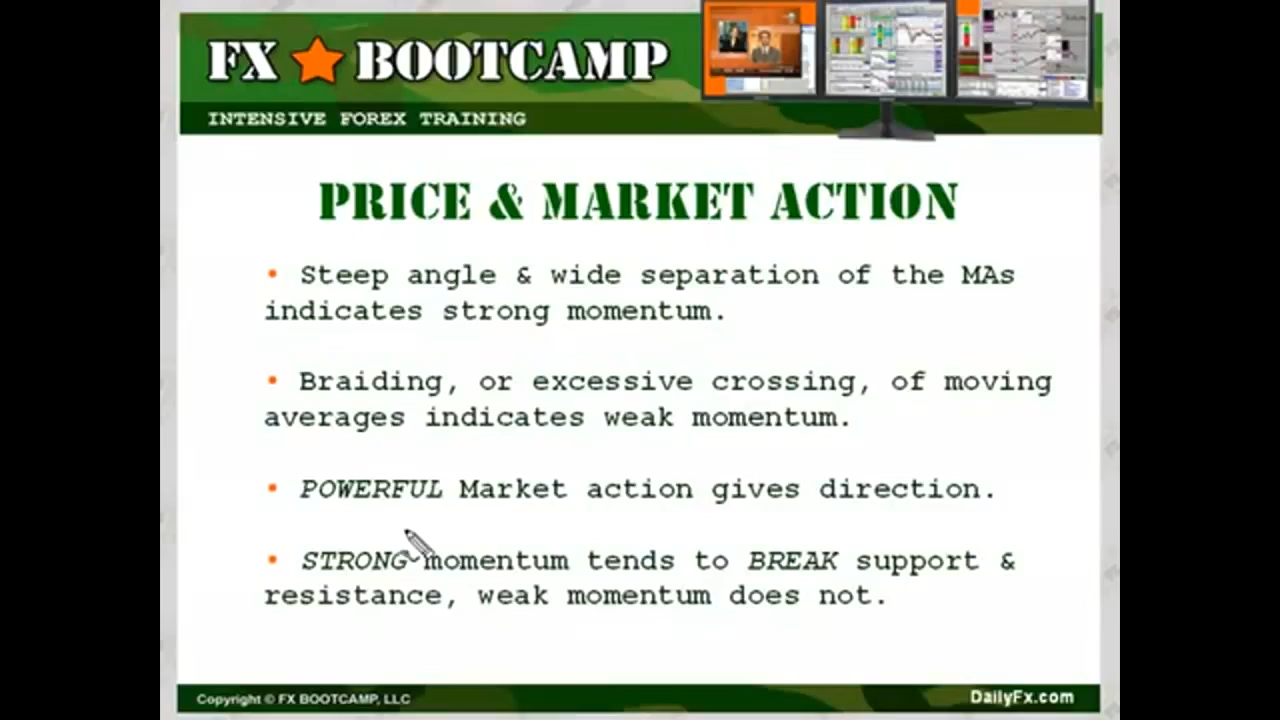 FX BOOTCAMP
INTENSIVE FOREX TRAINING
PRICE & MARKET ACTION
• Steep angle & wide separation of the MAs
indicates strong momentum.
• Braiding, or excessive crossing, of moving
averages indicates weak momentum.
• POWERFUL Market action gives direction.
• STRONG momentum tends to BREAK support &
resistance, weak momentum does not.
Copyright © FX BOOTCAMP, LLC
DailyFx.com